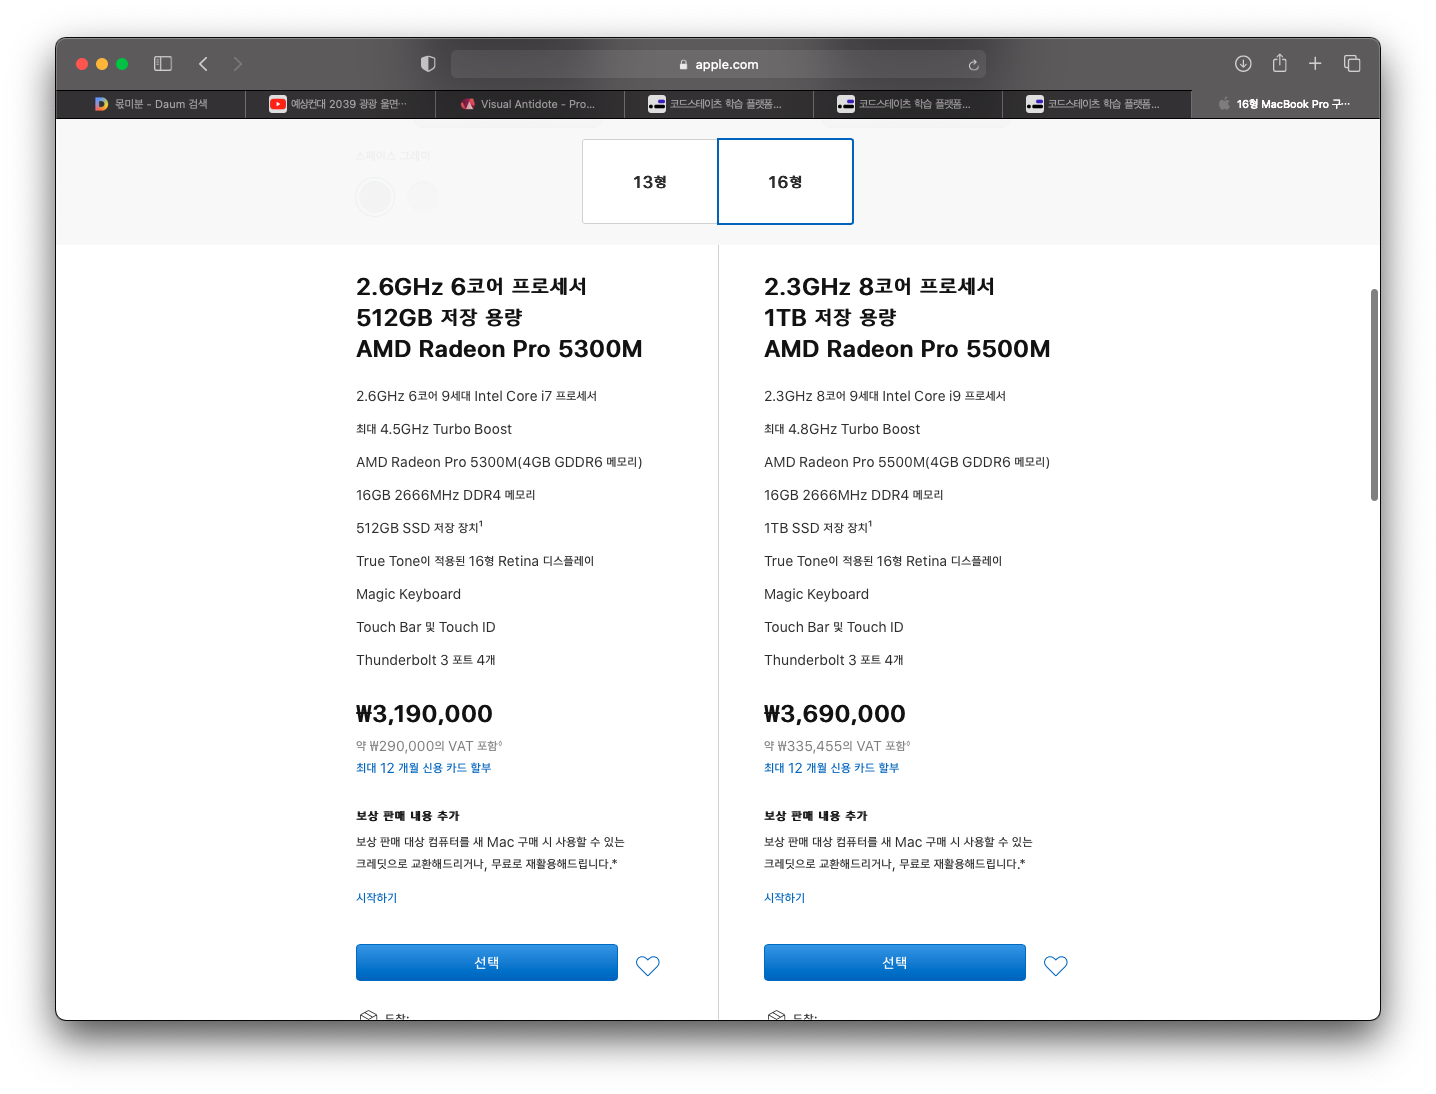 apple.com
몫미분 - Daum 검색
예상컨대 2039 광광 울면…
Visual Antidote - Pro...
코드스테이츠 학습 플랫폼...
코드스테이츠 학습 플랫폼...
코드스테이츠 학습 플랫폼...
16형 MacBook Pro 구…
스페이스 그레이
13형
16형
2.6GHz 6코어 프로세서
512GB 저장 용량
AMD Radeon Pro 5300M
2.6GHz 6코어 9세대 Intel Core i7 프로세서
최대 4.5GHz Turbo Boost
AMD Radeon Pro 5300M(4GB GDDR6 메모리)
16GB 2666MHz DDR4 메모리
512GB SSD 저장 장치¹
True Tone이 적용된 16형 Retina 디스플레이
Magic Keyboard
Touch Bar 및 Touch ID
Thunderbolt 3 포트 4개
₩3,190,000
약 ₩290,000의 VAT 포함◊
최대 12 개월 신용 카드 할부
보상 판매 내용 추가
보상 판매 대상 컴퓨터를 새 Mac 구매 시 사용할 수 있는
크레딧으로 교환해드리거나, 무료로 재활용해드립니다.*
시작하기
선택
도착:
2.3GHz 8코어 프로세서
1TB 저장 용량
AMD Radeon Pro 5500M
2.3GHz 8코어 9세대 Intel Core i9 프로세서
최대 4.8GHz Turbo Boost
AMD Radeon Pro 5500M(4GB GDDR6 메모리)
16GB 2666MHz DDR4 메모리
1TB SSD 저장 장치¹
True Tone이 적용된 16형 Retina 디스플레이
Magic Keyboard
Touch Bar 및 Touch ID
Thunderbolt 3 포트 4개
₩3,690,000
약 ₩335,455의 VAT 포함◊
최대 12 개월 신용 카드 할부
보상 판매 내용 추가
보상 판매 대상 컴퓨터를 새 Mac 구매 시 사용할 수 있는
크레딧으로 교환해드리거나, 무료로 재활용해드립니다.*
시작하기
선택
도착: